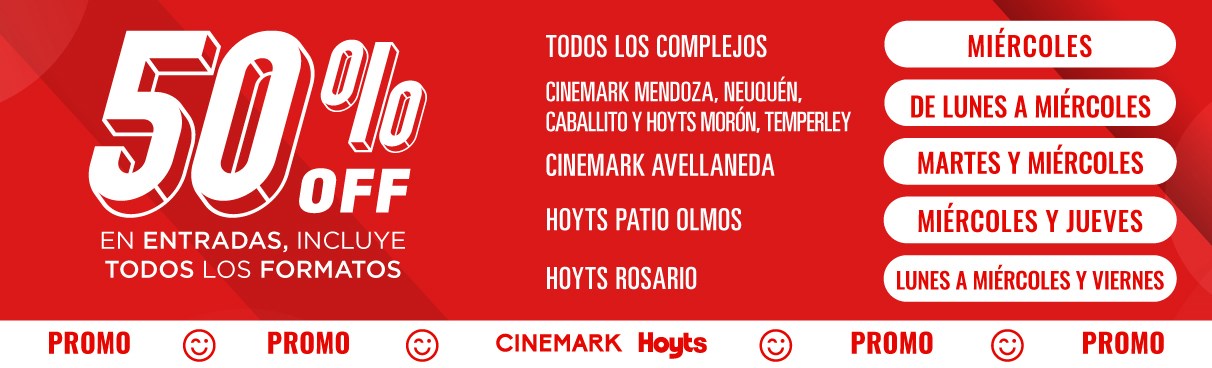 50%
OFF
EN ENTRADAS, INCLUYE
TODOS LOS FORMATOS
TODOS LOS COMPLEJOS
MIÉRCOLES
CINEMARK MENDOZA, NEUQUÉN,
CABALLITO Y HOYTS MORÓN, TEMPERLEY
DE LUNES A MIÉRCOLES
CINEMARK AVELLANEDA
MARTES Y MIÉRCOLES
HOYTS PATIO OLMOS
MIÉRCOLES Y JUEVES
HOYTS ROSARIO
LUNES A MIÉRCOLES Y VIERNES
PROMO PROMO CINEMARK Hoyts PROMO PROMO